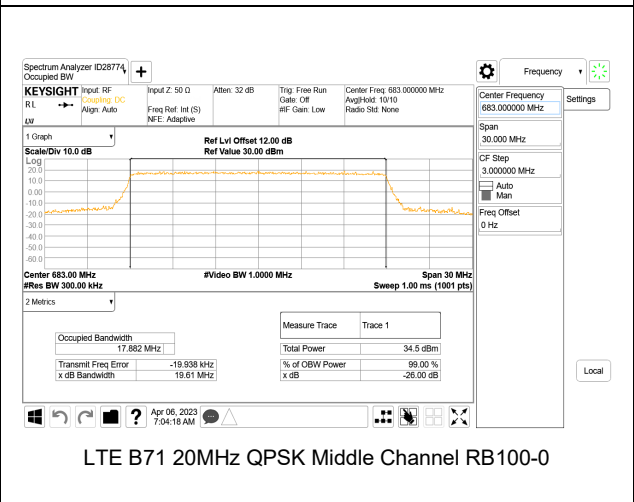 Spectrum Analyzer ID28774
Occupied BW
+
Frequency
KEYSIGHT
Input: RF
Coupling: DC
Align: Auto
Input Z: 50 Ω
Freq Ref: Int (S)
NFE: Adaptive
Atten: 32 dB
Trig: Free Run
Gate: Off
#IF Gain: Low
Center Freq: 683.000000 MHz
Avg|Hold: 10/10
Radio Std: None
RL
LXI
Center Frequency
683.000000 MHz
Settings
Span
30.000 MHz
CF Step
3.000000 MHz
Auto
Man
Freq Offset
0 Hz
Local
1 Graph
Scale/Div 10.0 dB
Ref Lvl Offset 12.00 dB
Ref Value 30.00 dBm
Log
20.0
10.0
0.00
-10.0
-20.0
-30.0
-40.0
-50.0
-60.0
Center 683.00 MHz
#Video BW 1.0000 MHz
Span 30 MHz
#Res BW 300.00 kHz
Sweep 1.00 ms (1001 pts)
2 Metrics
Occupied Bandwidth
17.882 MHz
Transmit Freq Error -19.938 kHz
x dB Bandwidth 19.61 MHz
Measure Trace Trace 1
Total Power 34.5 dBm
% of OBW Power 99.00 %
x dB -26.00 dB
?
Apr 06, 2023
7:04:18 AM
LTE B71 20MHz QPSK Middle Channel RB100-0